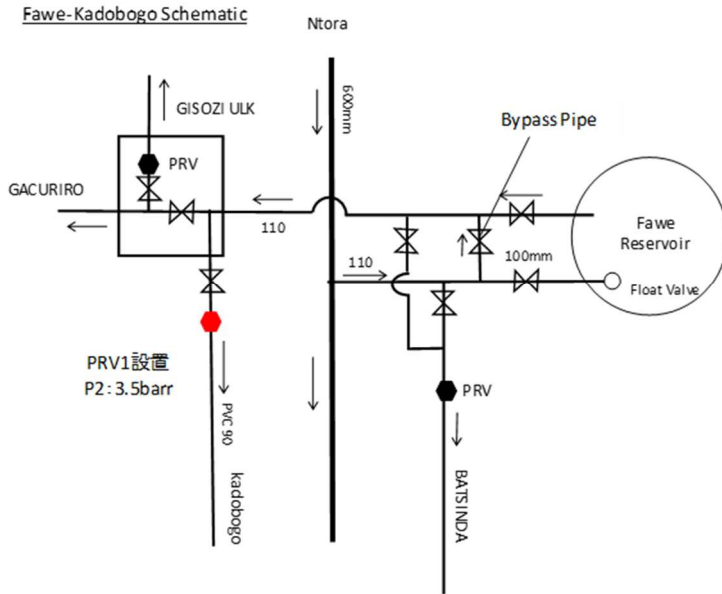 Fawe-Kadobogo Schematic
Ntora
600mm
GISOZI ULK
PRV
GACURIRO
110
Bypass Pipe
Fawe
Reservoir
100mm
110
Float Valve
PRV1設置
P2：3.5barr
PVC 90
kadobogo
PRV
BATSINDA